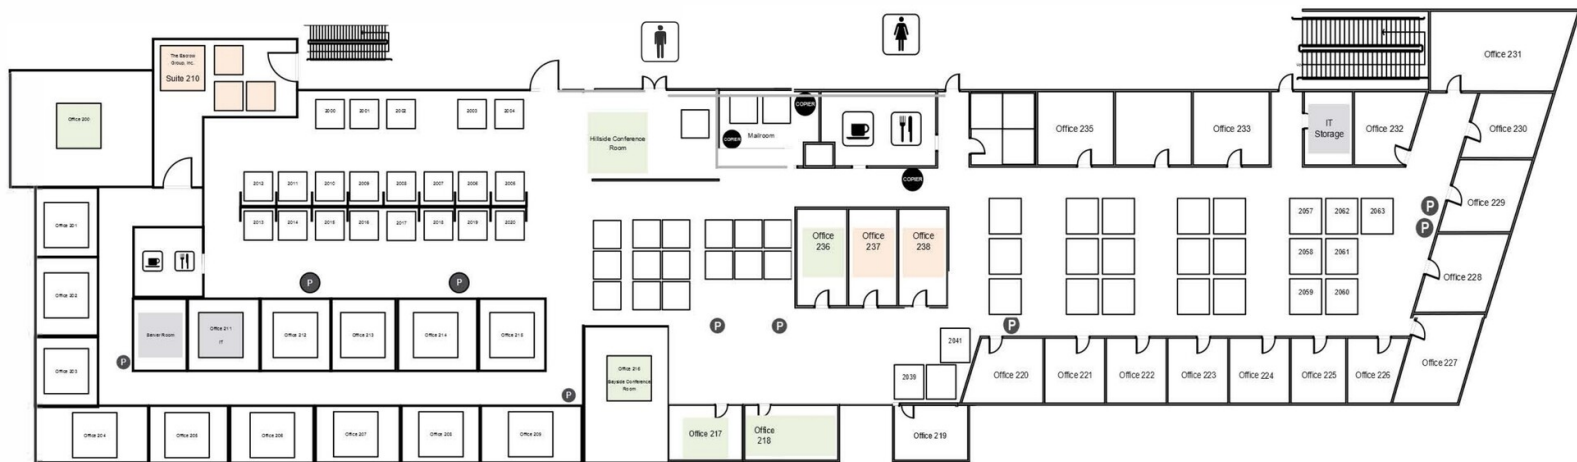 The Baldoe
Group, Inc.
Suite 210
Office 200
2000
2001
2002
2003
2004
Hillside Conference
Room
COPIER
COPIER
Mailroom
COPIER
Office 235
Office 233
IT
Storage
Office 232
Office 231
Office 230
Office 229
Office 228
Office 227
2012
2011
2010
2009
2008
2007
2006
2005
2013
2014
2015
2016
2017
2018
2019
2020
Office 201
Office 202
Office 203
P
P
P
P
P
P
P
P
P
Server Room
Office 211
IT
Office 212
Office 213
Office 214
Office 215
Office
236
Office
237
Office
238
2057
2062
2063
2058
2061
2059
2060
2041
2039
Office 216
Bayside Conference
Room
Office 217
Office
218
Office 219
Office 220
Office 221
Office 222
Office 223
Office 224
Office 225
Office 226
Office 204
Office 205
Office 206
Office 207
Office 208
Office 209